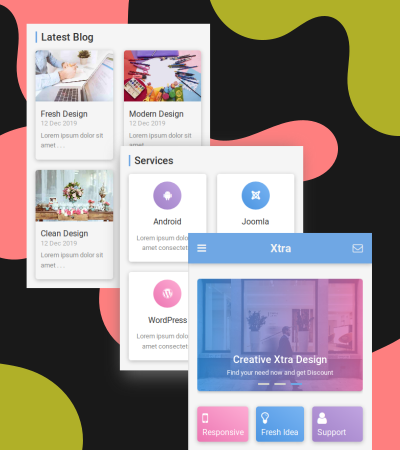 Latest Blog
Fresh Design
12 Dec 2019
Lorem ipsum dolor sit
amet . . .
Modern Design
12 Dec 2019
Lorem ipsum dolor sit
amet
Clean Design
12 Dec 2019
Lorem ipsum dolor sit
amet . . .
Services
Android
Lorem ipsum dolo
amet consectet
Joomla
WordPress
Lorem ipsum dolo
amet consectet
Xtra
Creative Xtra Design
Find your need now and get Discount
Responsive
Fresh Idea
Support